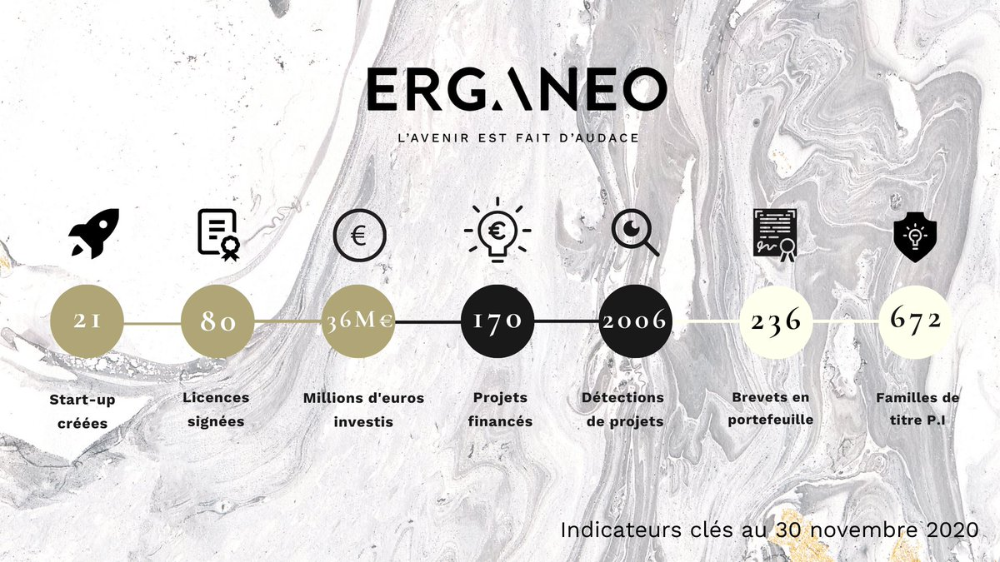 ERGANEO
L'AVENIR EST FAIT D'AUDACE
€
€
21
80
36M€
170
2006
236
672
Start-up
créées
Licences
signées
Millions d'euros
investis
Projets
financés
Détections
de projets
Brevets en
portefeuille
Familles de
titre P.I
Indicateurs clés au 30 novembre 2020